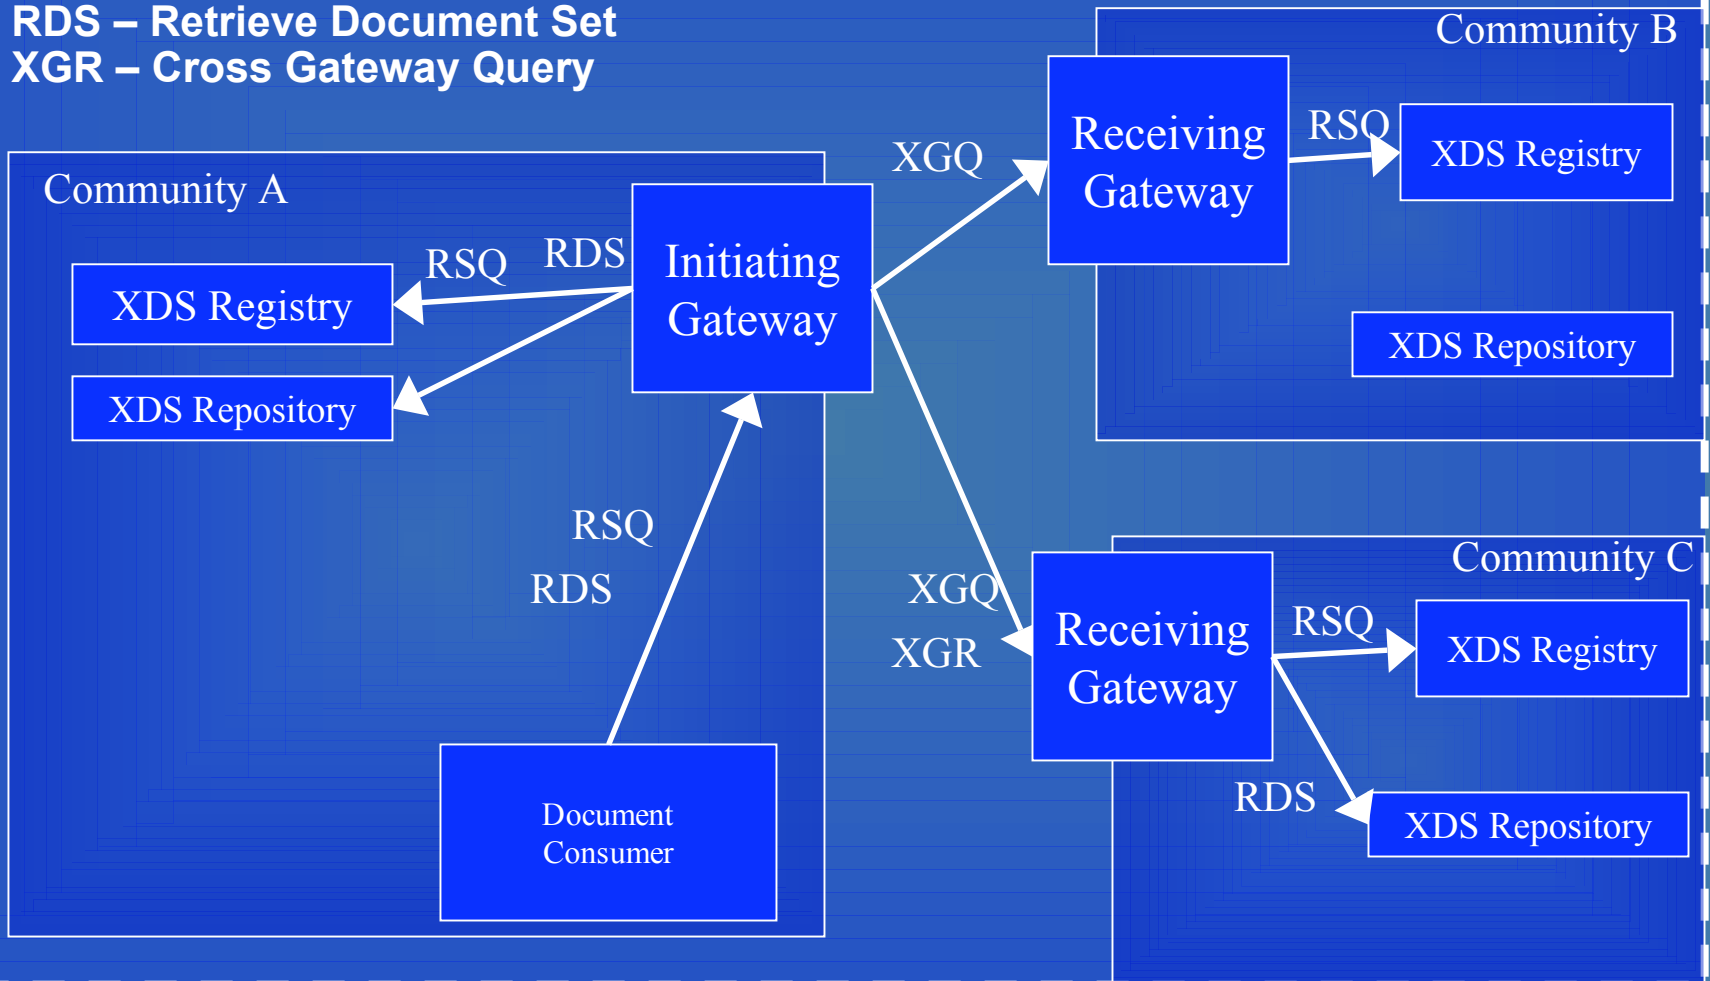 RDS – Retrieve Document Set
XGR – Cross Gateway Query
Community A
RSQ
RDS
XDS Registry
XDS Repository
Initiating
Gateway
RSQ
RDS
Document
Consumer
XGQ
XGQ
XGR
Community B
Receiving
Gateway
RSQ
XDS Registry
XDS Repository
Community C
Receiving
Gateway
RSQ
XDS Registry
RDS
XDS Repository